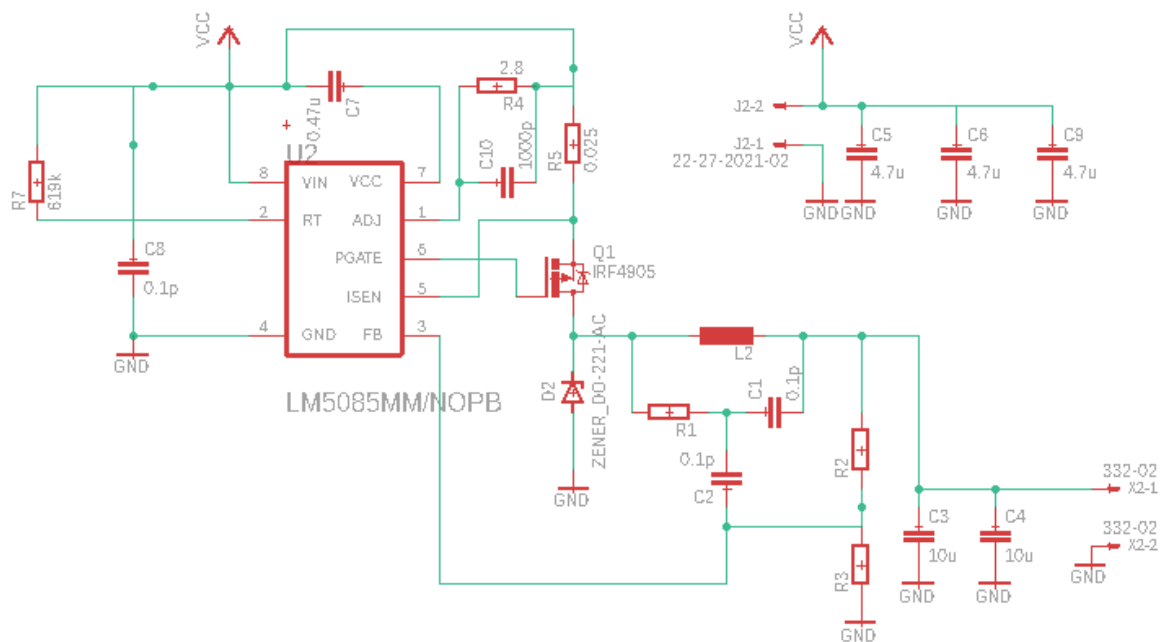 VCC
VCC
2.8
R4
0.47u
C7
C10
1000p
R5
0.025
J2-2
J2-1
22-27-2021-02
C5
4.7u
C6
4.7u
C9
4.7u
GND
GND
GND
GND
U2
R7
619k
8
VIN
VCC
7
2
RT
ADJ
1
PGATE
6
ISEN
5
4
GND
FB
3
C8
0.1p
GND
LM5085MM/NOPB
Q1
IRF4905
D2
ZENER_DO-221-AC
GND
L2
C1
0.1p
R1
0.1p
C2
R2
R3
GND
C3
10u
GND
C4
10u
GND
332-02
X2-1
332-02
X2-2
GND